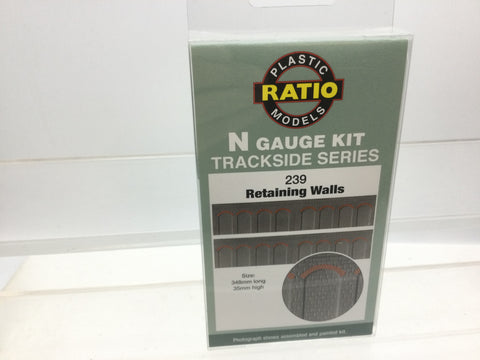 PLASTIC
RATIO
MODELS
N GAUGE KIT
TRACKSIDE SERIES
239
Retaining Walls
Size:
348mm long
35mm high
Photograph shows assembled and painted kit.